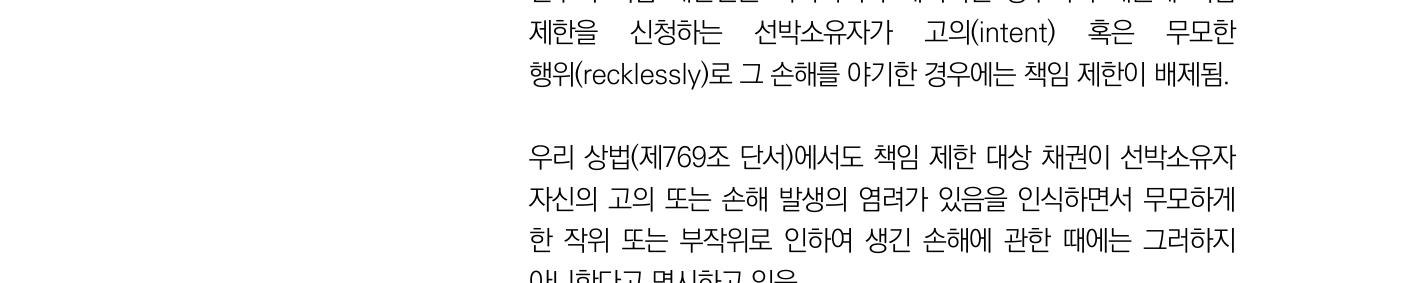 제한을 신청하는 선박소유자가 고의(intent) 혹은 무모한
행위(recklessly)로 그 손해를 야기한 경우에는 책임 제한이 배제됨.
우리 상법(제769조 단서)에서도 책임 제한 대상 채권이 선박소유자
자신의 고의 또는 손해 발생의 염려가 있음을 인식하면서 무모하게
한 작위 또는 부작위로 인하여 생긴 손해에 관한 때에는 그러하지
아니한다고 명시하고 있음